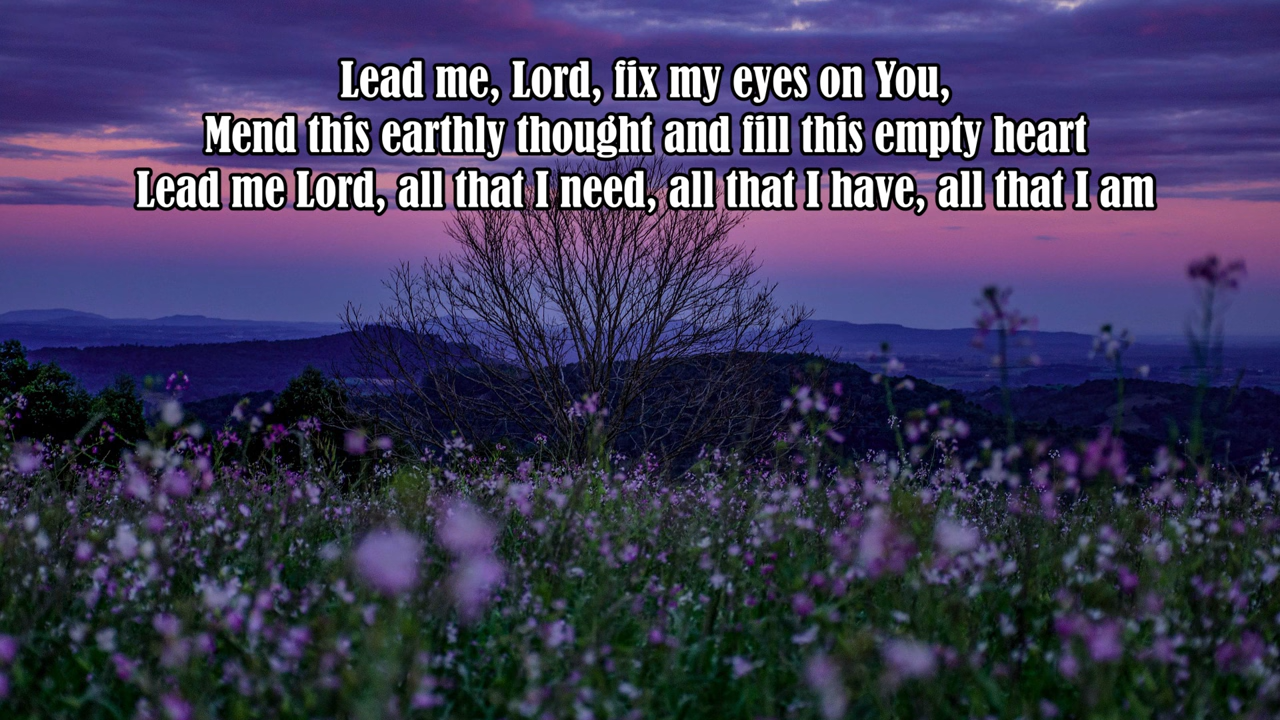 Lead me, Lord, fix my eyes on You,
Mend this earthly thought and fill this empty heart
Lead me Lord, all that I need, all that I have, all that I am